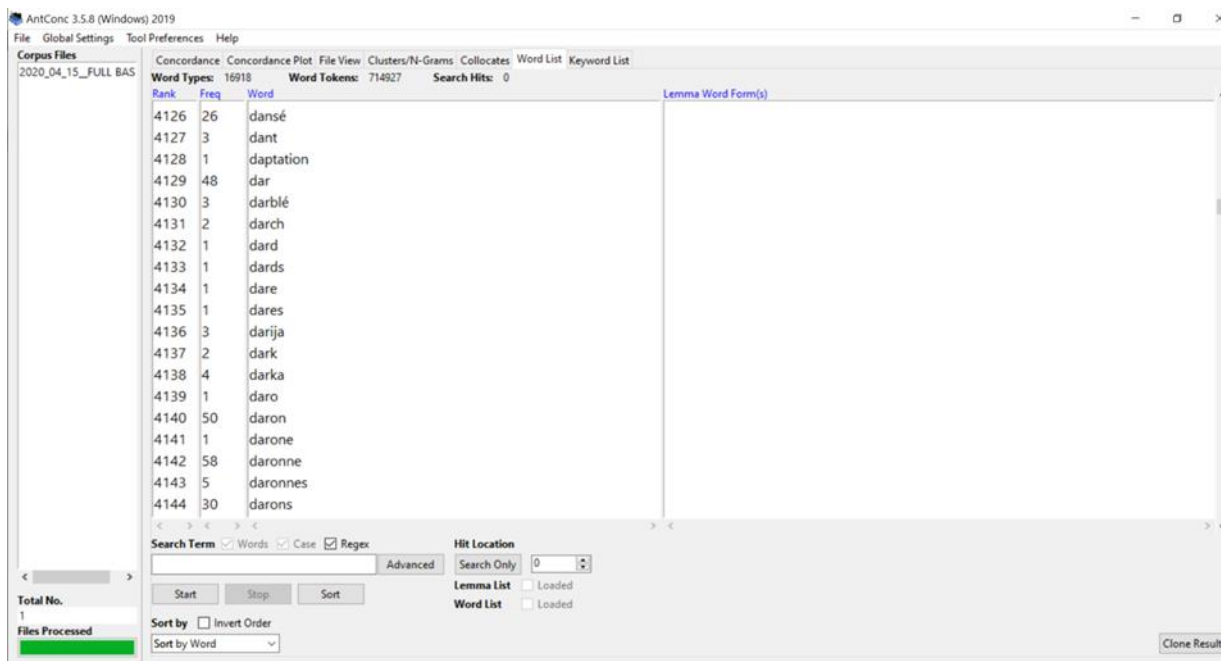 AntConc 3.5.8 (Windows) 2019
File Global Settings Tool Preferences Help
Corpus Files
2020_04_15__FULL BAS
Concordance Concordance Plot File View Clusters/N-Grams Collocates Word List Keyword List
Word Types: 16918 Word Tokens: 714927 Search Hits: 0
Rank Freq Word Lemma Word Form(s)
4126 26 dansé
4127 3 dant
4128 1 daptation
4129 48 dar
4130 3 darblé
4131 2 darch
4132 1 dard
4133 1 dards
4134 1 dare
4135 1 dares
4136 3 darija
4137 2 dark
4138 4 darka
4139 1 daro
4140 50 daron
4141 1 darone
4142 58 daronne
4143 5 daronnes
4144 30 darons
Search Term Words Case Regex Hit Location
Advanced Search Only 0
Start Stop Sort Lemma List Loaded
Word List Loaded
Sort by Invert Order
Sort by Word
Total No.
1
Files Processed
Clone Result